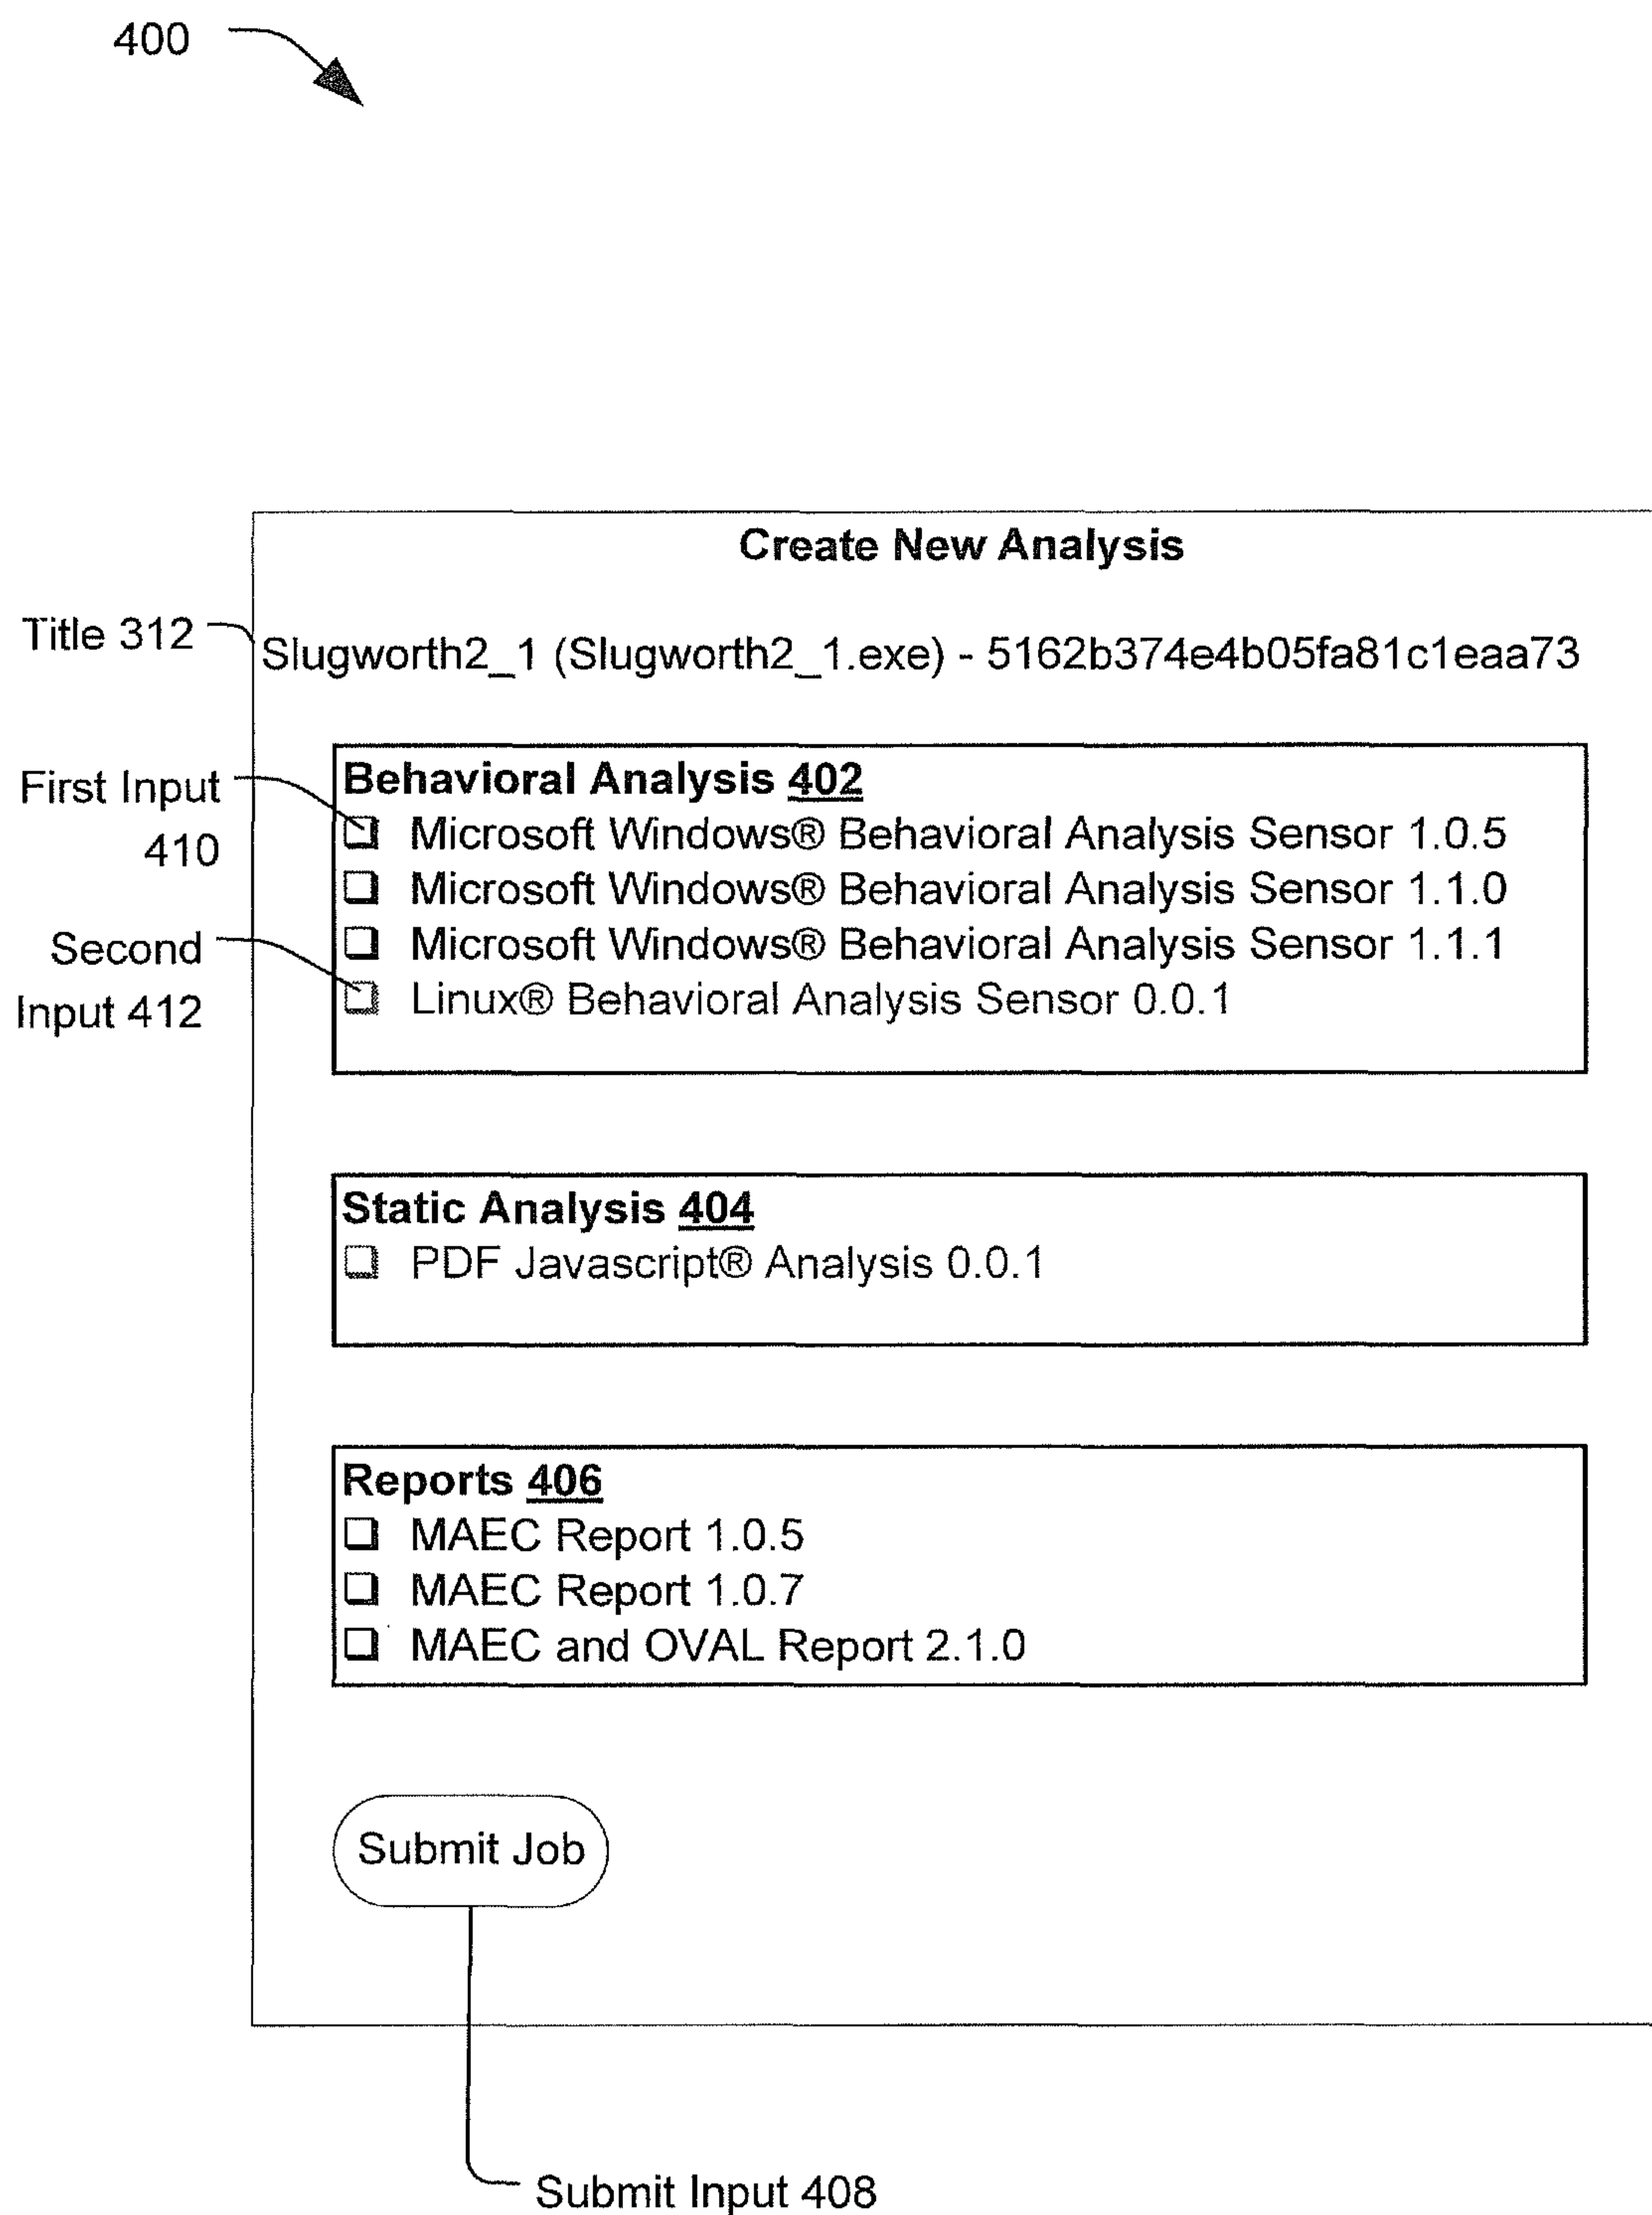 400
Create New Analysis
Title 312
Slugworth2_1 (Slugworth2_1.exe) - 5162b374e4b05fa81c1eaa73
First Input
410
Behavioral Analysis 402
Microsoft Windows® Behavioral Analysis Sensor 1.0.5
Microsoft Windows® Behavioral Analysis Sensor 1.1.0
Second
Input 412
Microsoft Windows® Behavioral Analysis Sensor 1.1.1
Linux® Behavioral Analysis Sensor 0.0.1
Static Analysis 404
PDF Javascript® Analysis 0.0.1
Reports 406
MAEC Report 1.0.5
MAEC Report 1.0.7
MAEC and OVAL Report 2.1.0
Submit Job
Submit Input 408